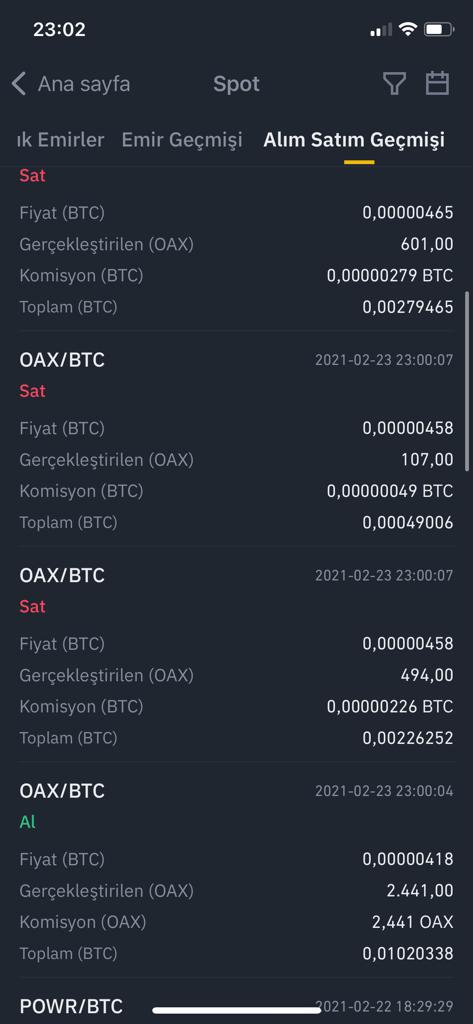 23:02
Ana sayfa Spot
ık Emirler Emir Geçmişi Alım Satım Geçmişi
Sat
Fiyat (BTC) 0,00000465
Gerçekleştirilen (OAX) 601,00
Komisyon (BTC) 0,00000279 BTC
Toplam (BTC) 0,00279465
OAX/BTC 2021-02-23 23:00:07
Sat
Fiyat (BTC) 0,00000458
Gerçekleştirilen (OAX) 107,00
Komisyon (BTC) 0,00000049 BTC
Toplam (BTC) 0,00049006
OAX/BTC 2021-02-23 23:00:07
Sat
Fiyat (BTC) 0,00000458
Gerçekleştirilen (OAX) 494,00
Komisyon (BTC) 0,00000226 BTC
Toplam (BTC) 0,00226252
OAX/BTC 2021-02-23 23:00:04
Al
Fiyat (BTC) 0,00000418
Gerçekleştirilen (OAX) 2.441,00
Komisyon (OAX) 2,441 OAX
Toplam (BTC) 0,01020338
POWR/BTC 2021-02-22 18:29:29